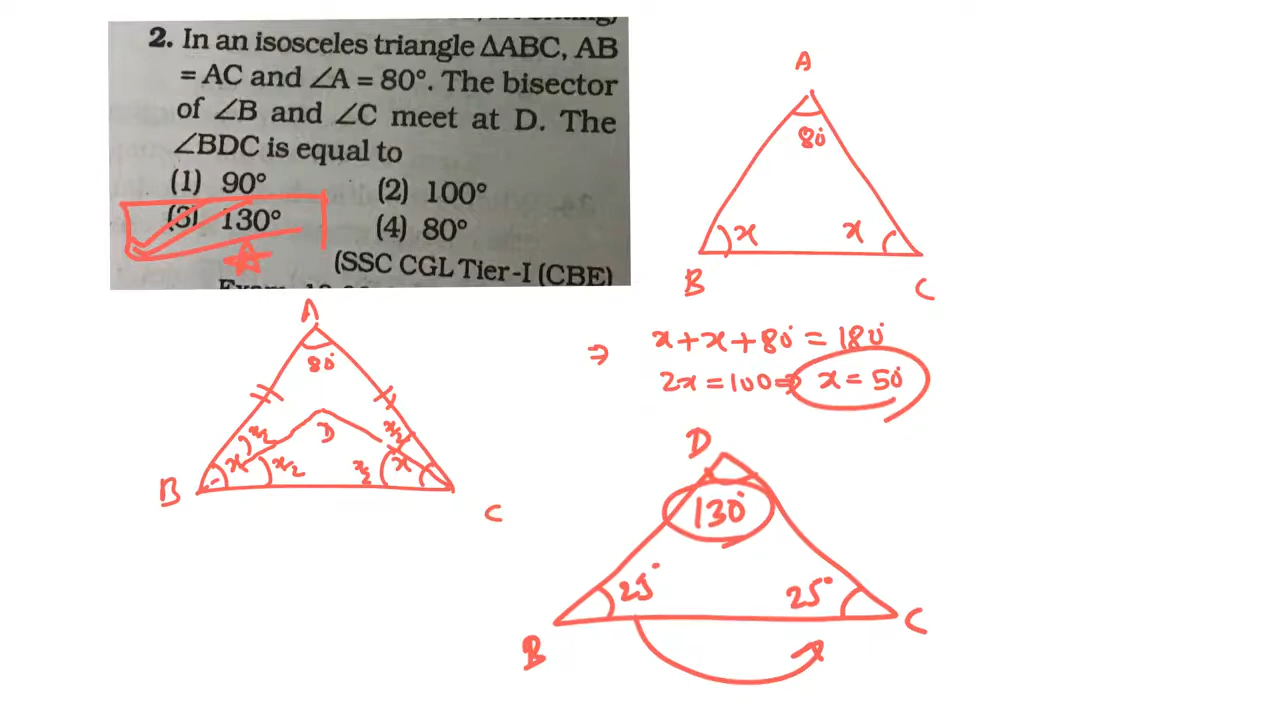 2. In an isosceles triangle ΔABC, AB
= AC and ∠A = 80°. The bisector
of ∠B and ∠C meet at D. The
∠BDC is equal to
(1) 90° (2) 100°
(3) 130° (4) 80°
(SSC CGL Tier-I (CBE)
A
80°
x x
B C
⇒ x+x+80°=180°
2x=100⇒ x=50°
A
80°
D
x/2 x/2
x x/2 x/2 x
B C
D
130°
25° 25°
B C